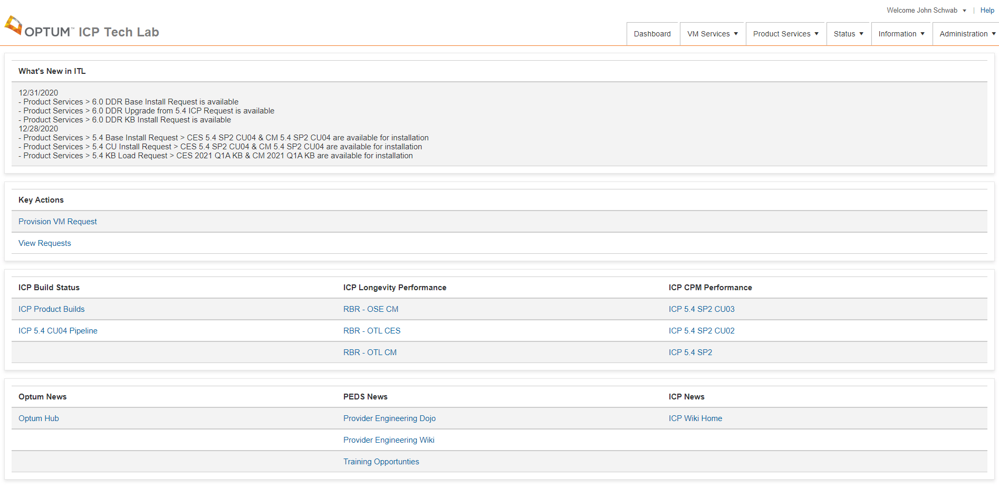 Welcome John Schwab
Help
OPTUM™ ICP Tech Lab
Dashboard
VM Services
Product Services
Status
Information
Administration
What's New in ITL
12/31/2020
- Product Services > 6.0 DDR Base Install Request is available
- Product Services > 6.0 DDR Upgrade from 5.4 ICP Request is available
- Product Services > 6.0 DDR KB Install Request is available
12/28/2020
- Product Services > 5.4 Base Install Request > CES 5.4 SP2 CU04 & CM 5.4 SP2 CU04 are available for installation
- Product Services > 5.4 CU Install Request > CES 5.4 SP2 CU04 & CM 5.4 SP2 CU04 are available for installation
- Product Services > 5.4 KB Load Request > CES 2021 Q1A KB & CM 2021 Q1A KB are available for installation
Key Actions
Provision VM Request
View Requests
ICP Build Status ICP Longevity Performance ICP CPM Performance
ICP Product Builds RBR - OSE CM ICP 5.4 SP2 CU03
ICP 5.4 CU04 Pipeline RBR - OTL CES ICP 5.4 SP2 CU02
RBR - OTL CM ICP 5.4 SP2
Optum News PEDS News ICP News
Optum Hub Provider Engineering Dojo ICP Wiki Home
Provider Engineering Wiki
Training Opportunties